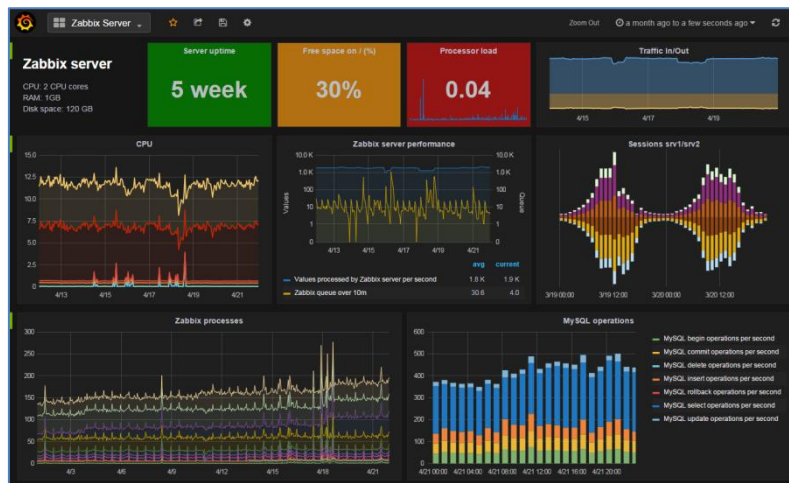 Zabbix Server
Zoom Out
a month ago to a few seconds ago
Zabbix server
CPU: 2 CPU cores
RAM: 1GB
Disk space: 120 GB
Server uptime
5 week
Free space on / (%)
30%
Processor load
0.04
Traffic In/Out
4/15 4/17 4/19
CPU
15.0
12.5
10.0
7.5
5.0
2.5
0
4/13 4/15 4/17 4/19 4/21
Zabbix server performance
Values
10.0 K
1.0 K
100
10
1
0
10.0 K
1.0 K
100
10
1
0
Queue
4/13 4/15 4/17 4/19 4/21
avg current
Values processed by Zabbix server per second 1.8 K 1.9 K
Zabbix queue over 10m 30.6 4.0
Sessions srv1/srv2
3/19 00:00 3/19 12:00 3/20 00:00 3/20 12:00
Zabbix processes
300
250
200
150
100
50
0
4/3 4/6 4/9 4/12 4/15 4/18 4/21
MySQL operations
600
500
400
300
200
100
0
4/21 00:00 4/21 04:00 4/21 08:00 4/21 12:00 4/21 16:00 4/21 20:00
MySQL begin operations per second
MySQL commit operations per second
MySQL delete operations per second
MySQL insert operations per second
MySQL rollback operations per second
MySQL select operations per second
MySQL update operations per second